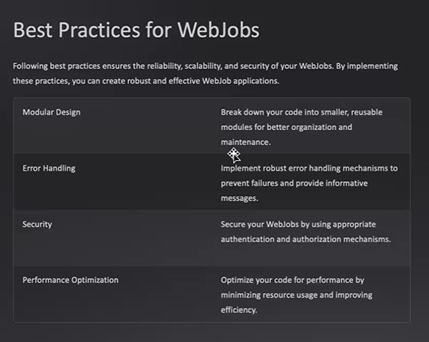 Best Practices for WebJobs
Following best practices ensures the reliability, scalability, and security of your WebJobs. By implementing
these practices, you can create robust and effective WebJob applications.
Modular Design
Break down your code into smaller, reusable
modules for better organization and
maintenance.
Error Handling
Implement robust error handling mechanisms to
prevent failures and provide informative
messages.
Security
Secure your WebJobs by using appropriate
authentication and authorization mechanisms.
Performance Optimization
Optimize your code for performance by
minimizing resource usage and improving
efficiency.